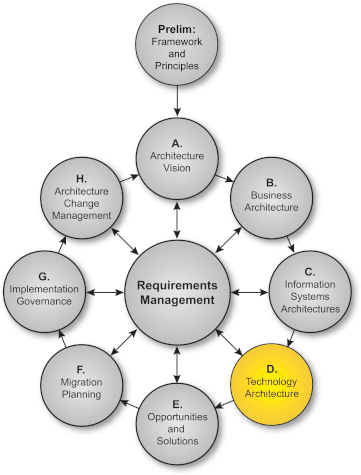 Prelim:
Framework
and
Principles
A.
Architecture
Vision
H.
Architecture
Change
Management
B.
Business
Architecture
G.
Implementation
Governance
Requirements
Management
C.
Information
Systems
Architectures
F.
Migration
Planning
D.
Technology
Architecture
E.
Opportunities
and
Solutions